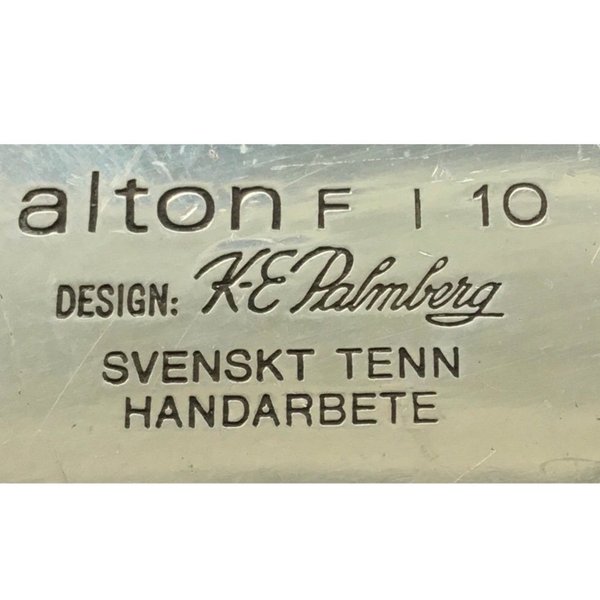 alton F I 10
DESIGN: K-E Palmberg
SVENSKT TENN
HANDARBETE